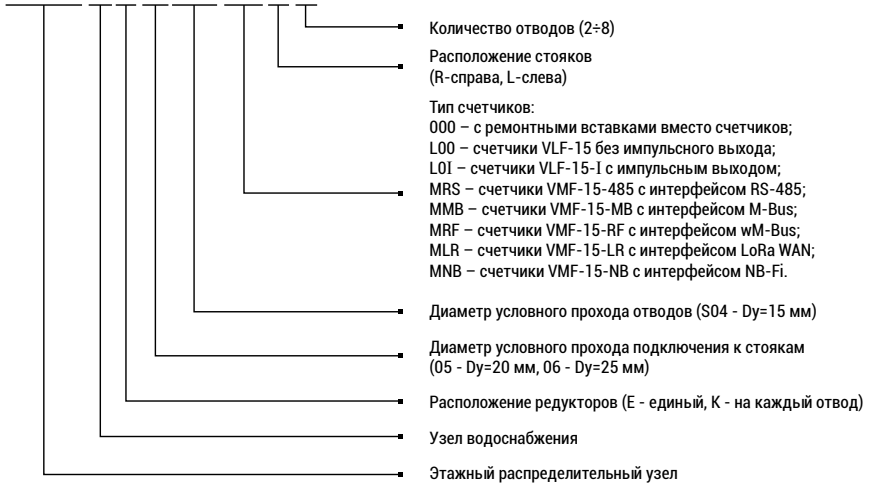 Количество отводов (2÷8)
Расположение стояков
(R-справа, L-слева)
Тип счетчиков:
000 – с ремонтными вставками вместо счетчиков;
L00 – счетчики VLF-15 без импульсного выхода;
L0I – счетчики VLF-15-I с импульсным выходом;
MRS – счетчики VMF-15-485 с интерфейсом RS-485;
MMB – счетчики VMF-15-MB с интерфейсом M-Bus;
MRF – счетчики VMF-15-RF с интерфейсом wM-Bus;
MLR – счетчики VMF-15-LR с интерфейсом LoRa WAN;
MNB – счетчики VMF-15-NB с интерфейсом NB-Fi.
Диаметр условного прохода отводов (S04 - Dу=15 мм)
Диаметр условного прохода подключения к стоякам
(05 - Dу=20 мм, 06 - Dу=25 мм)
Расположение редукторов (Е - единый, К - на каждый отвод)
Узел водоснабжения
Этажный распределительный узел